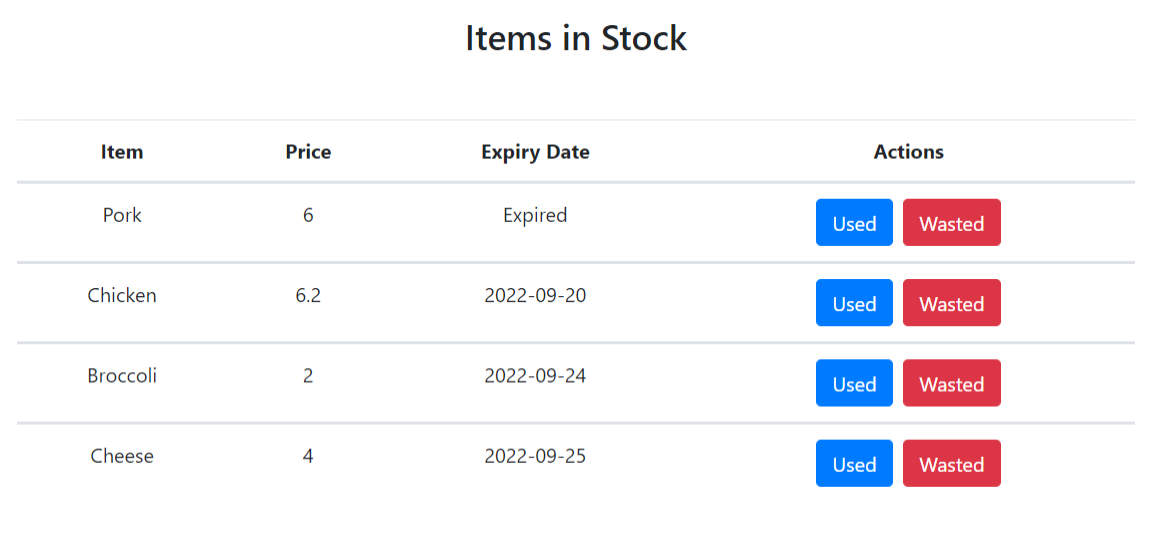 Items in Stock
Item Price Expiry Date Actions
Pork 6 Expired Used Wasted
Chicken 6.2 2022-09-20 Used Wasted
Broccoli 2 2022-09-24 Used Wasted
Cheese 4 2022-09-25 Used Wasted